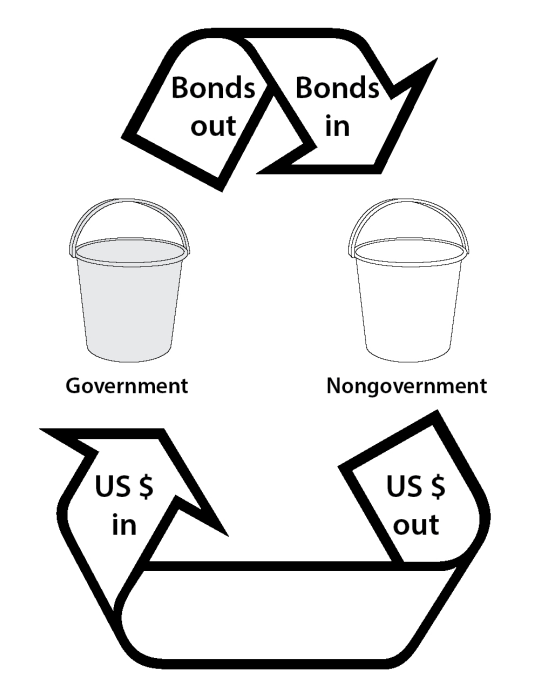 Bonds
out
Bonds
in
Government
Nongovernment
US $
in
US $
out